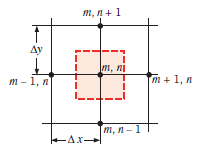 m, n + 1
Δy
m, n
m − 1, n
m + 1, n
m, n − 1
Δx